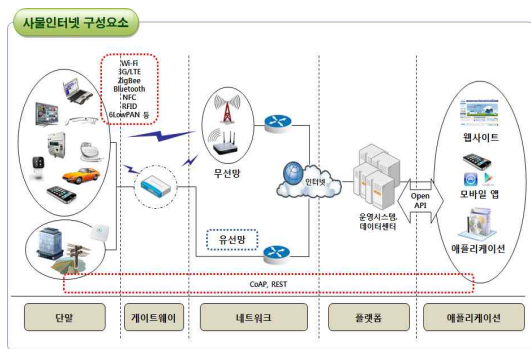 사물인터넷 구성요소
Wi-Fi
3G/LTE
ZigBee
Bluetooth
NFC
RFID
6LowPAN 등
무선망
유선망
인터넷
운영시스템,
데이터센터
Open
API
웹사이트
모바일 앱
애플리케이션
CoAP, REST
단말
게이트웨이
네트워크
플랫폼
애플리케이션